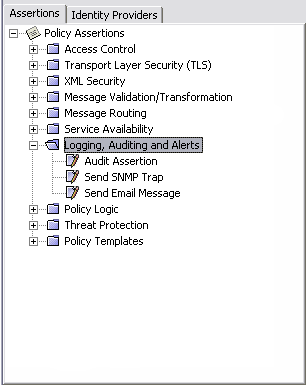 Assertions Identity Providers
Policy Assertions
Access Control
Transport Layer Security (TLS)
XML Security
Message Validation/Transformation
Message Routing
Service Availability
Logging, Auditing and Alerts
Audit Assertion
Send SNMP Trap
Send Email Message
Policy Logic
Threat Protection
Policy Templates